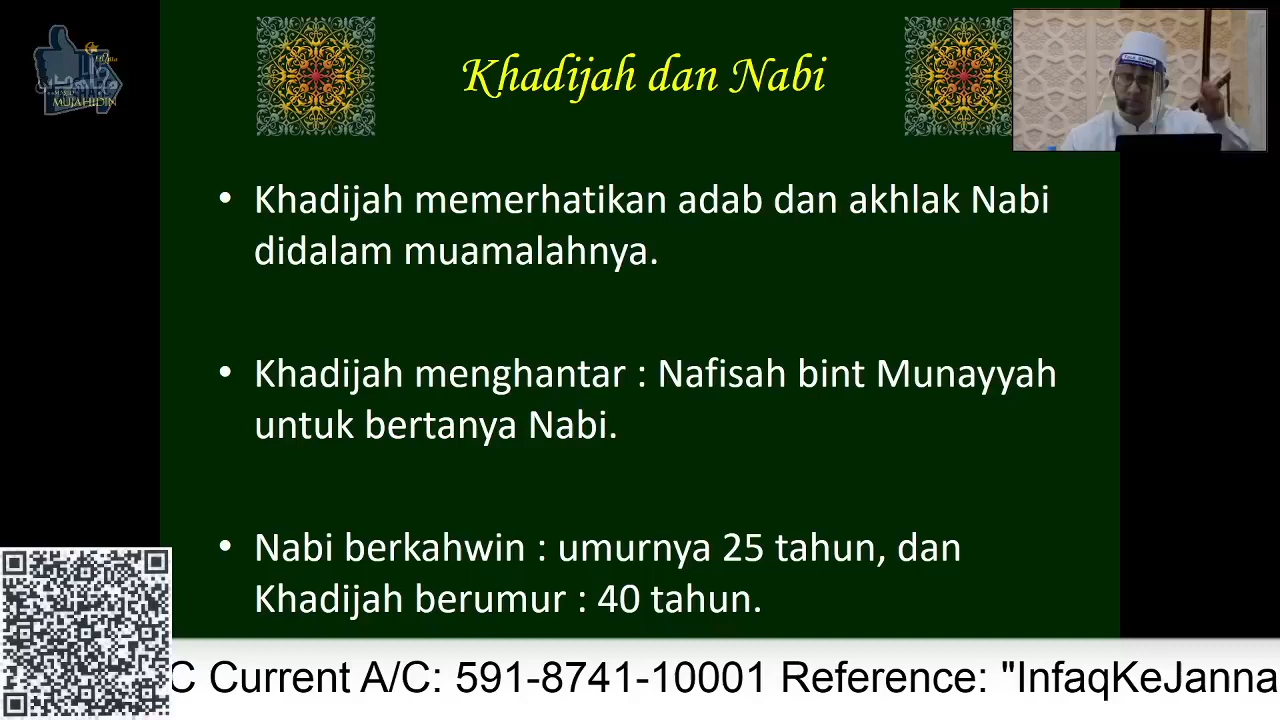 Khadijah dan Nabi
MUJAHIDIN
• Khadijah memerhatikan adab dan akhlak Nabi
didalam muamalahnya.
• Khadijah menghantar : Nafisah bint Munayyah
untuk bertanya Nabi.
• Nabi berkahwin : umurnya 25 tahun, dan
Khadijah berumur : 40 tahun.
C Current A/C: 591-8741-10001 Reference: "InfaqKeJanna